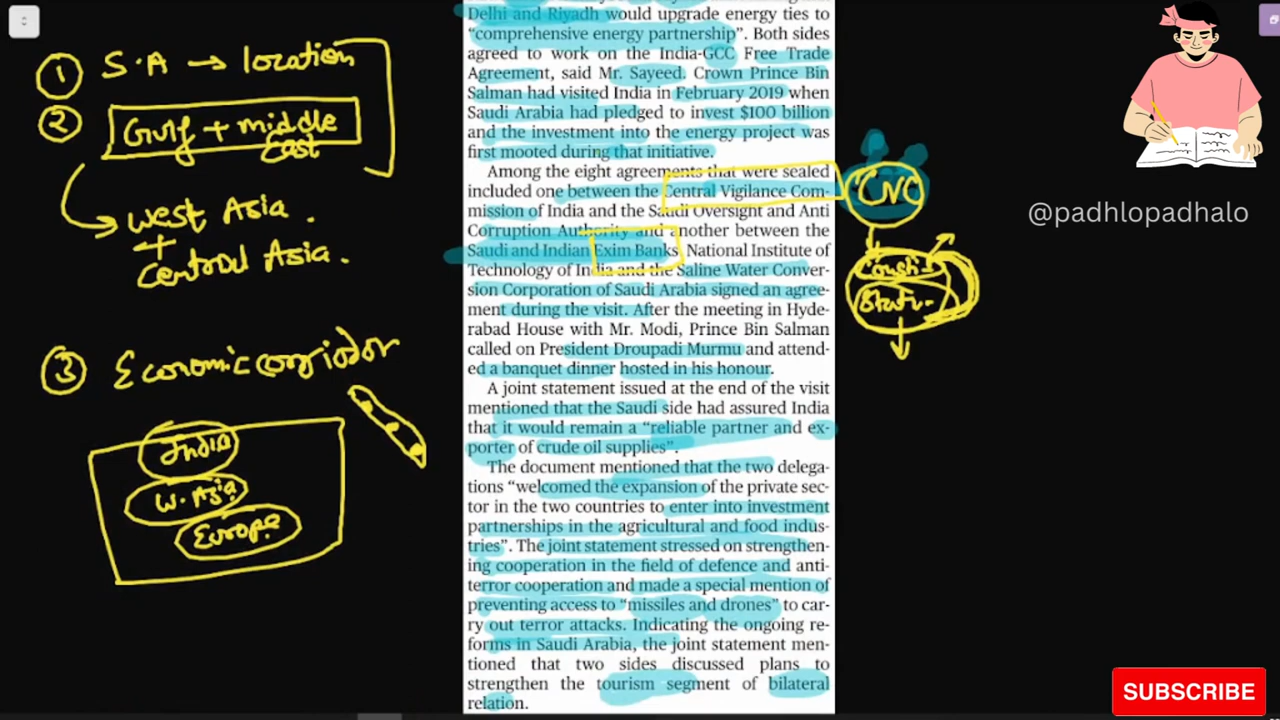 ① S.A → location
② Gulf + middle
east
west Asia.
+
Central Asia.
③ Economic corridor
India
W. Asia
Europe
Delhi and Riyadh would upgrade energy ties to
“comprehensive energy partnership”. Both sides
agreed to work on the India-GCC Free Trade
Agreement, said Mr. Sayeed. Crown Prince Bin
Salman had visited India in February 2019 when
Saudi Arabia had pledged to invest $100 billion
and the investment into the energy project was
first mooted during that initiative.
Among the eight agreements that were sealed
included one between the Central Vigilance Com-
mission of India and the Saudi Oversight and Anti
Corruption Authority and another between the
Saudi and Indian Exim Banks. National Institute of
Technology of India and the Saline Water Conver-
sion Corporation of Saudi Arabia signed an agree-
ment during the visit. After the meeting in Hyde-
rabad House with Mr. Modi, Prince Bin Salman
called on President Droupadi Murmu and attend-
ed a banquet dinner hosted in his honour.
A joint statement issued at the end of the visit
mentioned that the Saudi side had assured India
that it would remain a “reliable partner and ex-
porter of crude oil supplies”.
The document mentioned that the two delega-
tions “welcomed the expansion of the private sec-
tor in the two countries to enter into investment
partnerships in the agricultural and food indus-
tries”. The joint statement stressed on strengthen-
ing cooperation in the field of defence and anti-
terror cooperation and made a special mention of
preventing access to “missiles and drones” to car-
ry out terror attacks. Indicating the ongoing re-
forms in Saudi Arabia, the joint statement men-
tioned that two sides discussed plans to
strengthen the tourism segment of bilateral
relation.
CVC
Consti-
Statu-
@padhlopadhalo
SUBSCRIBE